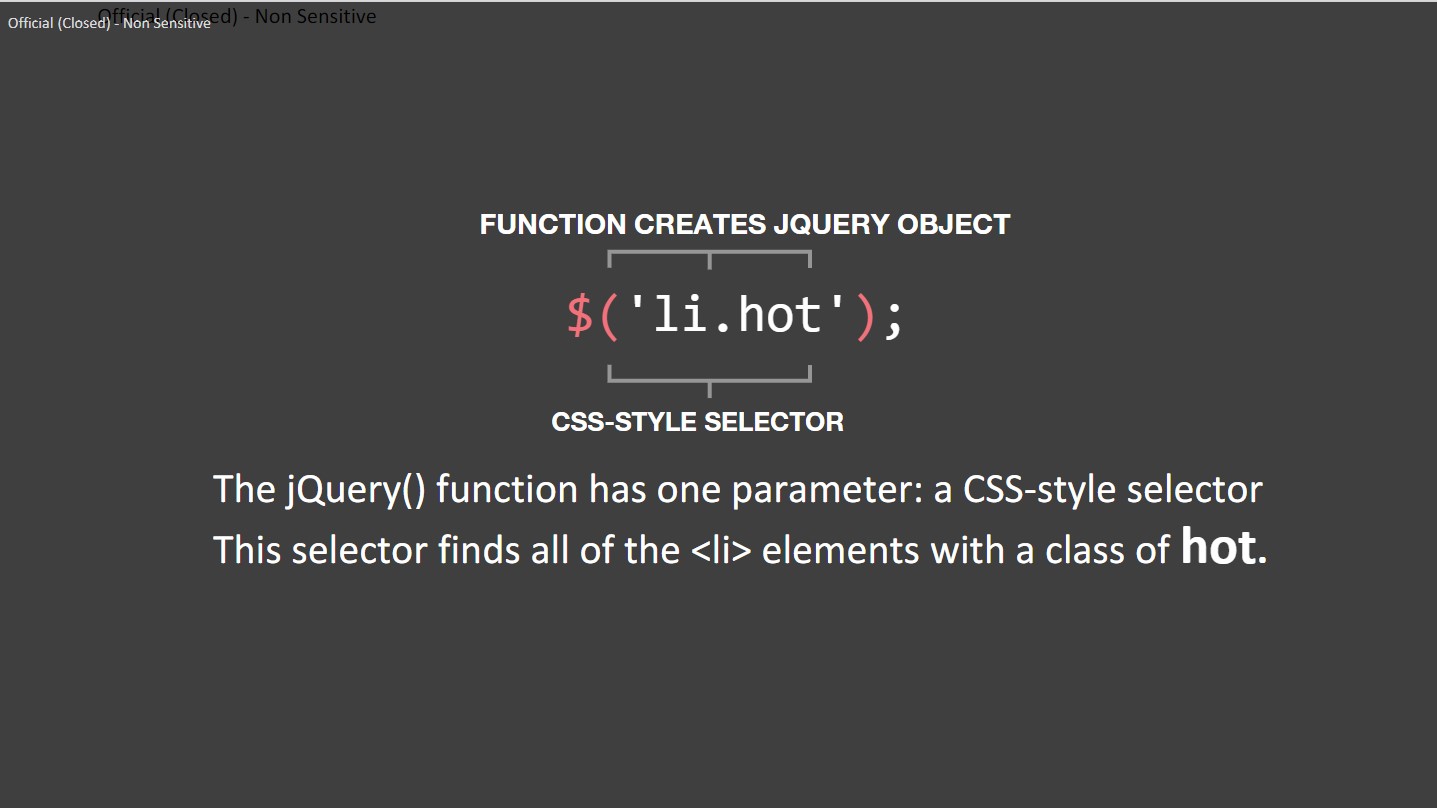 Official (Closed) - Non Sensitive
Official (Closed) - Non Sensitive
FUNCTION CREATES JQUERY OBJECT
$('li.hot');
CSS-STYLE SELECTOR
The jQuery() function has one parameter: a CSS-style selector
This selector finds all of the <li> elements with a class of hot.